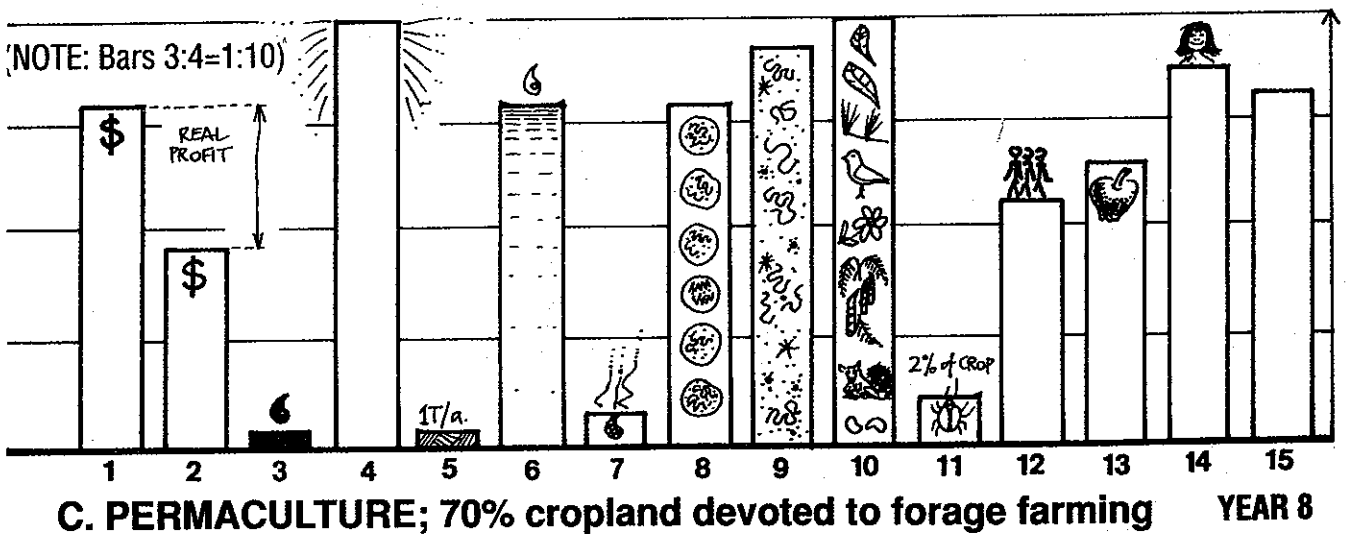 (NOTE: Bars 3:4=1:10)
$
REAL
PROFIT
$
1T/a.
2% of CROP
1 2 3 4 5 6 7 8 9 10 11 12 13 14 15
C. PERMACULTURE; 70% cropland devoted to forage farming YEAR 8